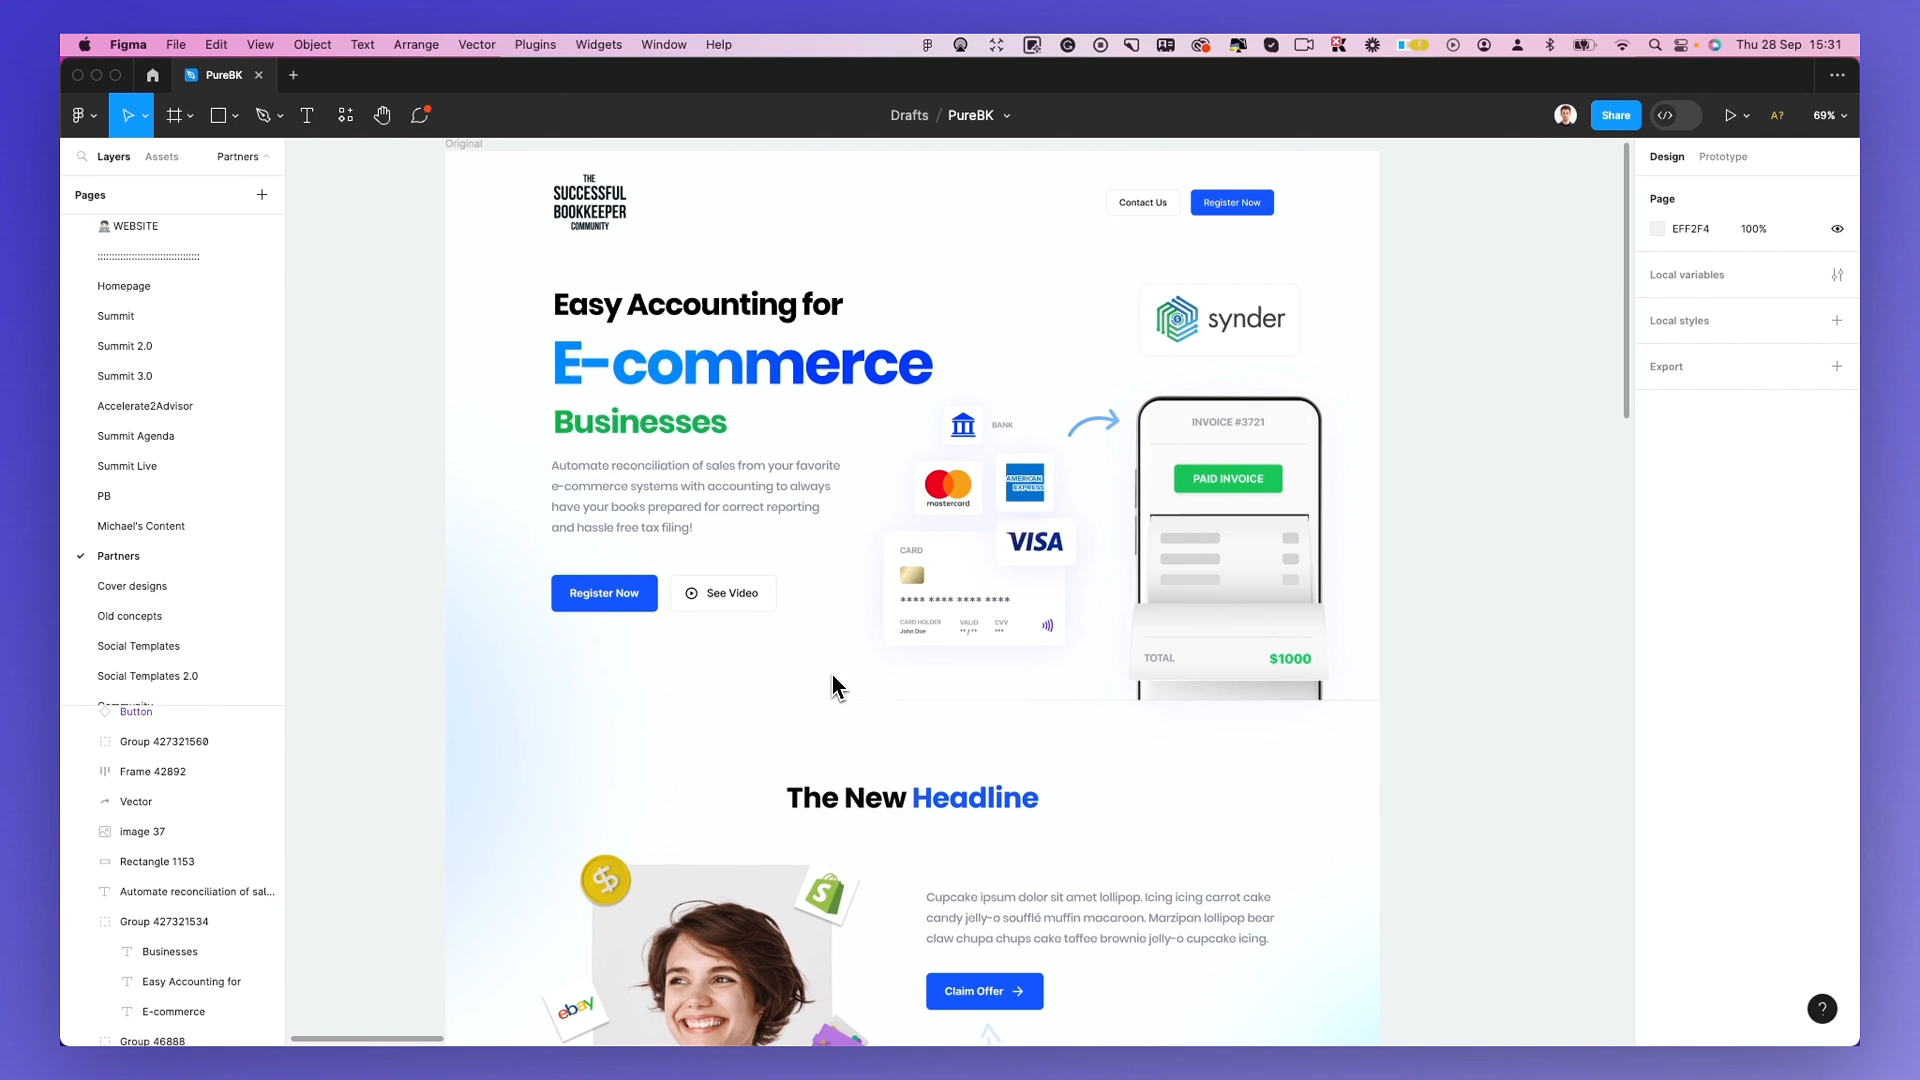 Figma File Edit View Object Text Arrange Vector Plugins Widgets Window Help Thu 28 Sep 15:31
PureBK
Drafts / PureBK
Share
A?
69%
Layers Assets Partners
Pages
WEBSITE
::::::::::::::::::::::::::::::::::
Homepage
Summit
Summit 2.0
Summit 3.0
Accelerate2Advisor
Summit Agenda
Summit Live
PB
Michael's Content
Partners
Cover designs
Old concepts
Social Templates
Social Templates 2.0
Community
Button
Group 427321560
Frame 42892
Vector
image 37
Rectangle 1153
Automate reconciliation of sal...
Group 427321534
Businesses
Easy Accounting for
E-commerce
Group 46888
Original
THE
SUCCESSFUL
BOOKKEEPER
COMMUNITY
Contact Us
Register Now
Easy Accounting for
E-commerce
Businesses
Automate reconciliation of sales from your favorite
e-commerce systems with accounting to always
have your books prepared for correct reporting
and hassle free tax filing!
Register Now
See Video
synder
BANK
mastercard
AMERICAN
EXPRESS
VISA
CARD
**** **** **** ****
CARD HOLDER VALID CVV
John Doe **/** ***
INVOICE #3721
PAID INVOICE
TOTAL $1000
The New Headline
ebay
Cupcake ipsum dolor sit amet lollipop. Icing icing carrot cake
candy jelly-o soufflé muffin macaroon. Marzipan lollipop bear
claw chupa chups cake toffee brownie jelly-o cupcake icing.
Claim Offer
Design Prototype
Page
EFF2F4 100%
Local variables
Local styles
Export
?